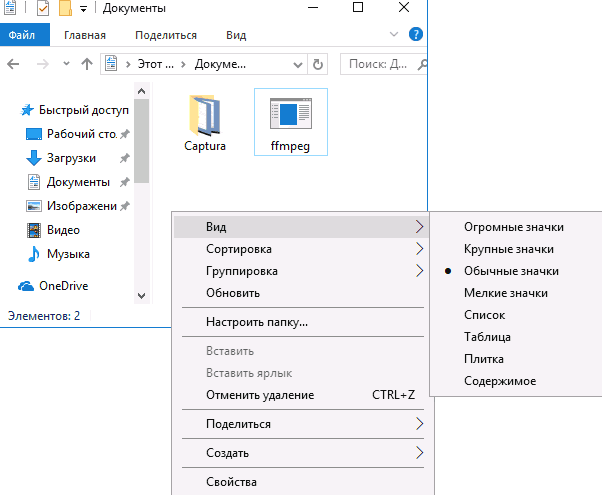 Документы
Файл Главная Поделиться Вид
Этот ... Докуме... Поиск: Д...
Быстрый доступ
Рабочий сто.
Загрузки
Документы
Изображени
Видео
Музыка
OneDrive
Captura ffmpeg
Элементов: 2
Вид
Сортировка
Группировка
Обновить
Настроить папку...
Вставить
Вставить ярлык
Отменить удаление CTRL+Z
Поделиться
Создать
Свойства
Огромные значки
Крупные значки
Обычные значки
Мелкие значки
Список
Таблица
Плитка
Содержимое